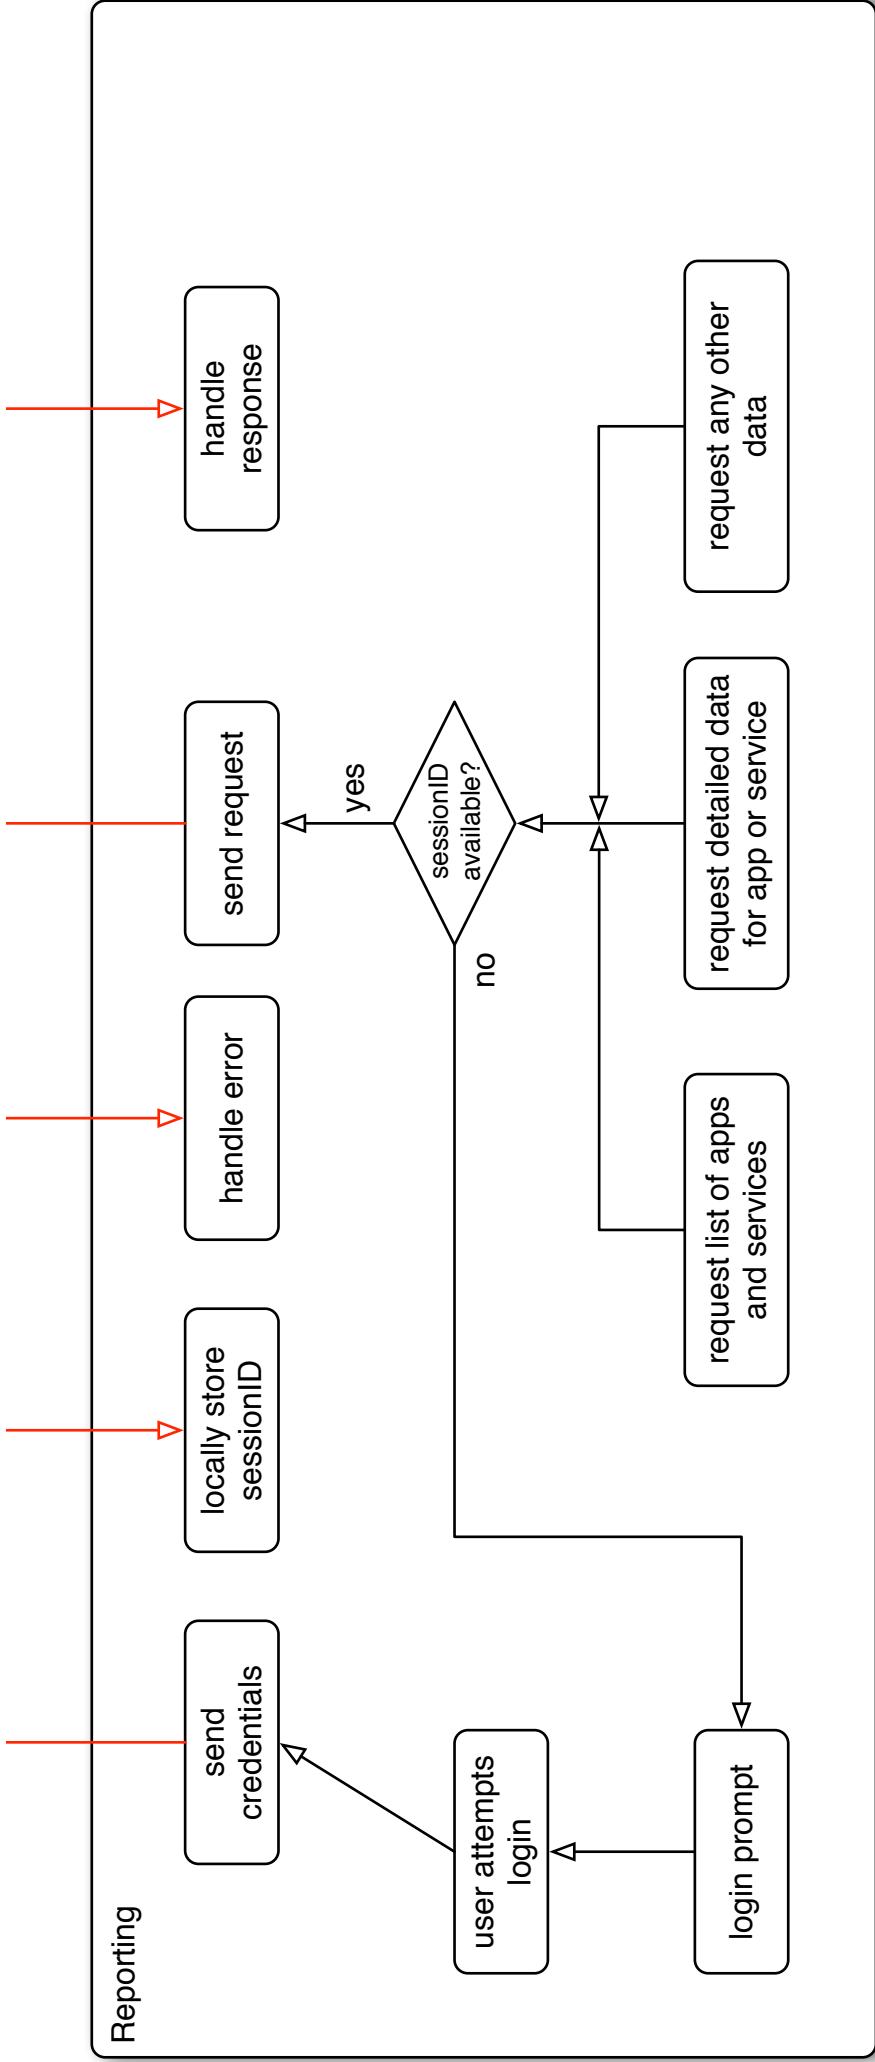 Reporting
send
credentials
locally store
sessionID
handle error
send request
handle
response
yes
sessionID
available?
no
user attempts
login
login prompt
request list of apps
and services
request detailed data
for app or service
request any other
data